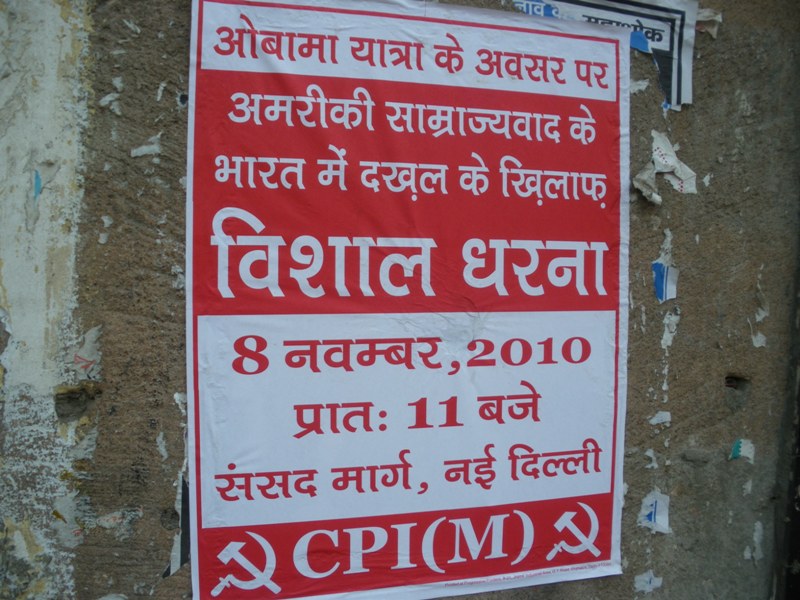 ओबामा यात्रा के अवसर पर
अमरीकी साम्राज्यवाद के
भारत में दख़ल के ख़िलाफ़
विशाल धरना
8 नवम्बर,2010
प्रातः 11 बजे
संसद मार्ग, नई दिल्ली
CPI(M)